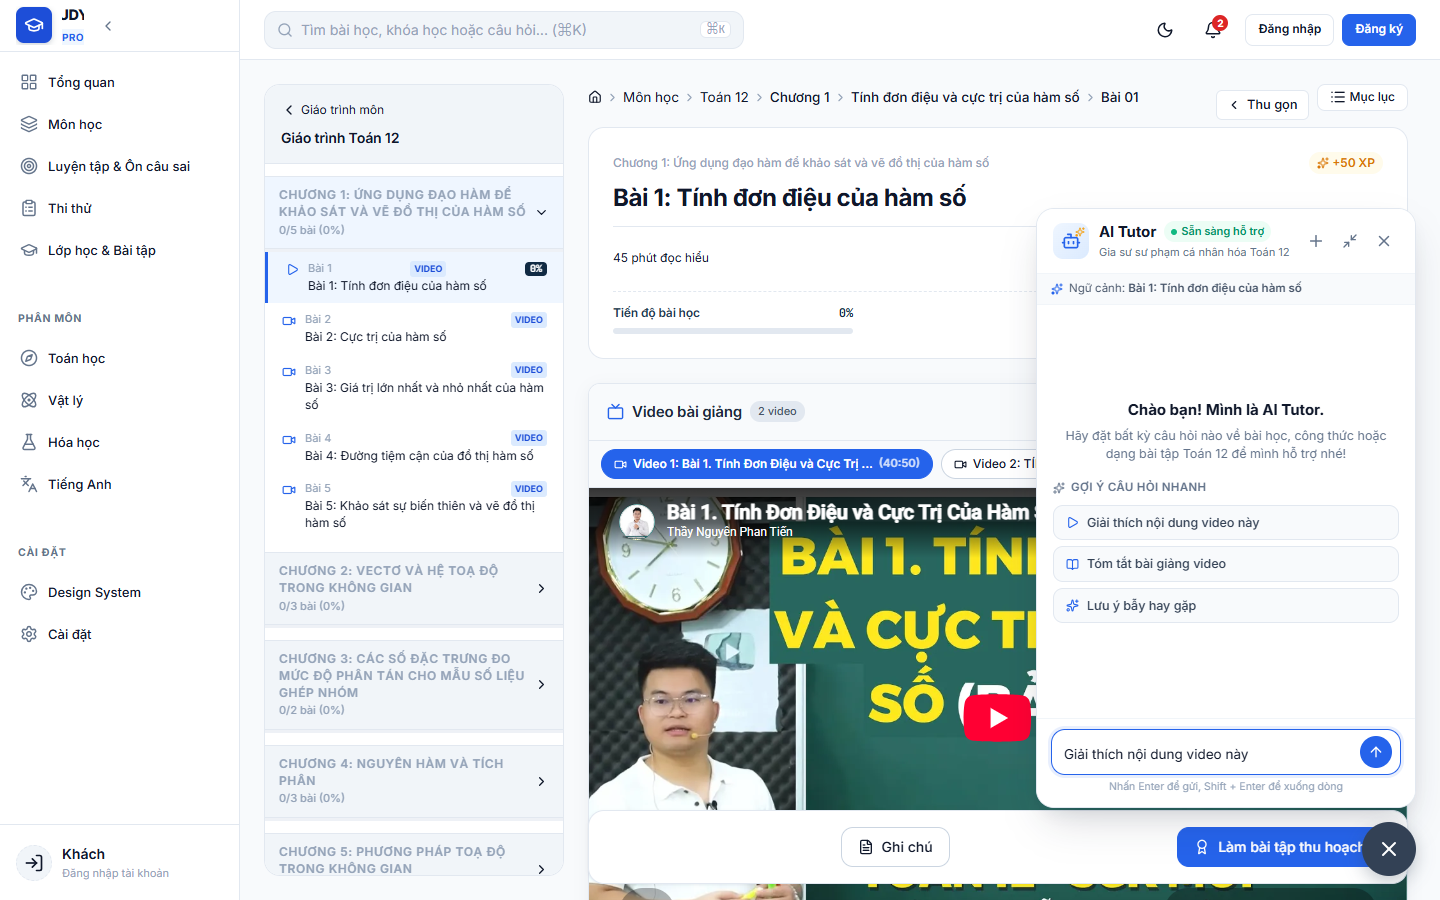 JDY
PRO
Tìm bài học, khóa học hoặc câu hỏi... (⌘K)
⌘K
2
Đăng nhập
Đăng ký
Tổng quan
Môn học
Luyện tập & Ôn câu sai
Thi thử
Lớp học & Bài tập
PHÂN MÔN
Toán học
Vật lý
Hóa học
Tiếng Anh
CÀI ĐẶT
Design System
Cài đặt
Khách
Đăng nhập tài khoản
Giáo trình môn
Giáo trình Toán 12
CHƯƠNG 1: ỨNG DỤNG ĐẠO HÀM ĐỂ
KHẢO SÁT VÀ VẼ ĐỒ THỊ CỦA HÀM SỐ
0/5 bài (0%)
Bài 1
VIDEO
0%
Bài 1: Tính đơn điệu của hàm số
Bài 2
VIDEO
Bài 2: Cực trị của hàm số
Bài 3
VIDEO
Bài 3: Giá trị lớn nhất và nhỏ nhất của hàm
số
Bài 4
VIDEO
Bài 4: Đường tiệm cận của đồ thị hàm số
Bài 5
VIDEO
Bài 5: Khảo sát sự biến thiên và vẽ đồ thị
hàm số
CHƯƠNG 2: VECTƠ VÀ HỆ TOẠ ĐỘ
TRONG KHÔNG GIAN
0/3 bài (0%)
CHƯƠNG 3: CÁC SỐ ĐẶC TRƯNG ĐO
MỨC ĐỘ PHÂN TÁN CHO MẪU SỐ LIỆU
GHÉP NHÓM
0/2 bài (0%)
CHƯƠNG 4: NGUYÊN HÀM VÀ TÍCH
PHÂN
0/3 bài (0%)
CHƯƠNG 5: PHƯƠNG PHÁP TOẠ ĐỘ
TRONG KHÔNG GIAN
Môn học
Toán 12
Chương 1
Tính đơn điệu và cực trị của hàm số
Bài 01
Thu gọn
Mục lục
Chương 1: Ứng dụng đạo hàm để khảo sát và vẽ đồ thị của hàm số
+50 XP
Bài 1: Tính đơn điệu của hàm số
45 phút đọc hiểu
Tiến độ bài học
0%
Video bài giảng
2 video
Video 1: Bài 1. Tính Đơn Điệu và Cực Trị ... (40:50)
Video 2: Tí
Bài 1. Tính Đơn Điệu và Cực Trị Của Hàm S
Thầy Nguyễn Phan Tiến
BÀI 1. TÍN
VÀ CỰC T
SỐ
Ghi chú
Làm bài tập thu hoạch
AI Tutor
Sẵn sàng hỗ trợ
Gia sư sư phạm cá nhân hóa Toán 12
Ngữ cảnh: Bài 1: Tính đơn điệu của hàm số
Chào bạn! Mình là AI Tutor.
Hãy đặt bất kỳ câu hỏi nào về bài học, công thức hoặc
dạng bài tập Toán 12 để mình hỗ trợ nhé!
GỢI Ý CÂU HỎI NHANH
Giải thích nội dung video này
Tóm tắt bài giảng video
Lưu ý bẫy hay gặp
Giải thích nội dung video này
Nhấn Enter để gửi, Shift + Enter để xuống dòng